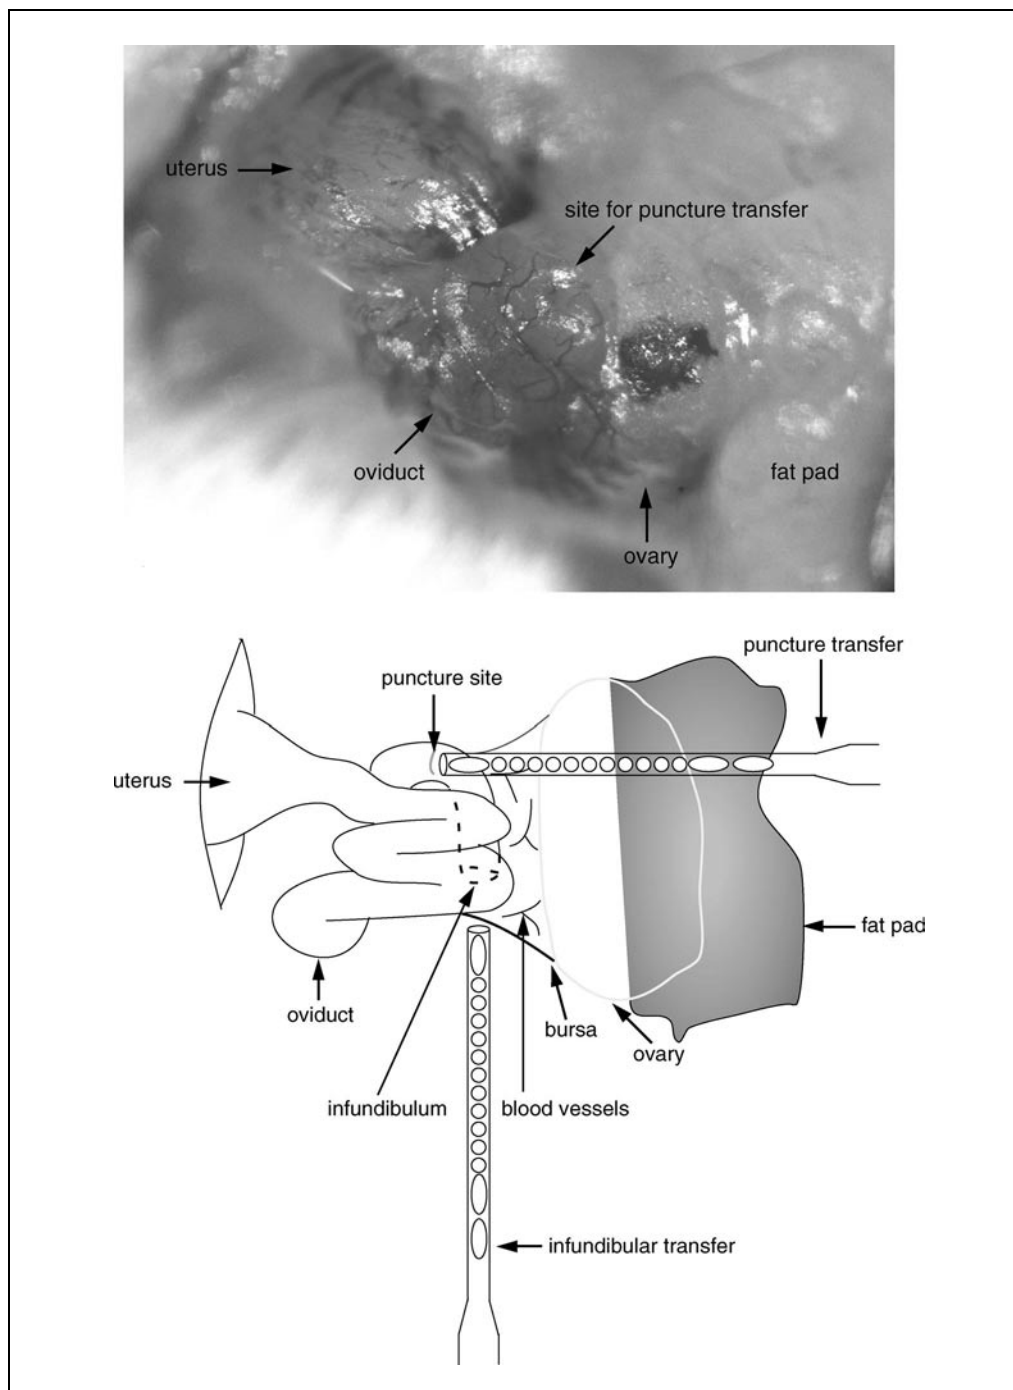 uterus
site for puncture transfer
oviduct
fat pad
ovary
puncture transfer
puncture site
uterus
fat pad
oviduct
bursa
ovary
infundibulum
blood vessels
infundibular transfer